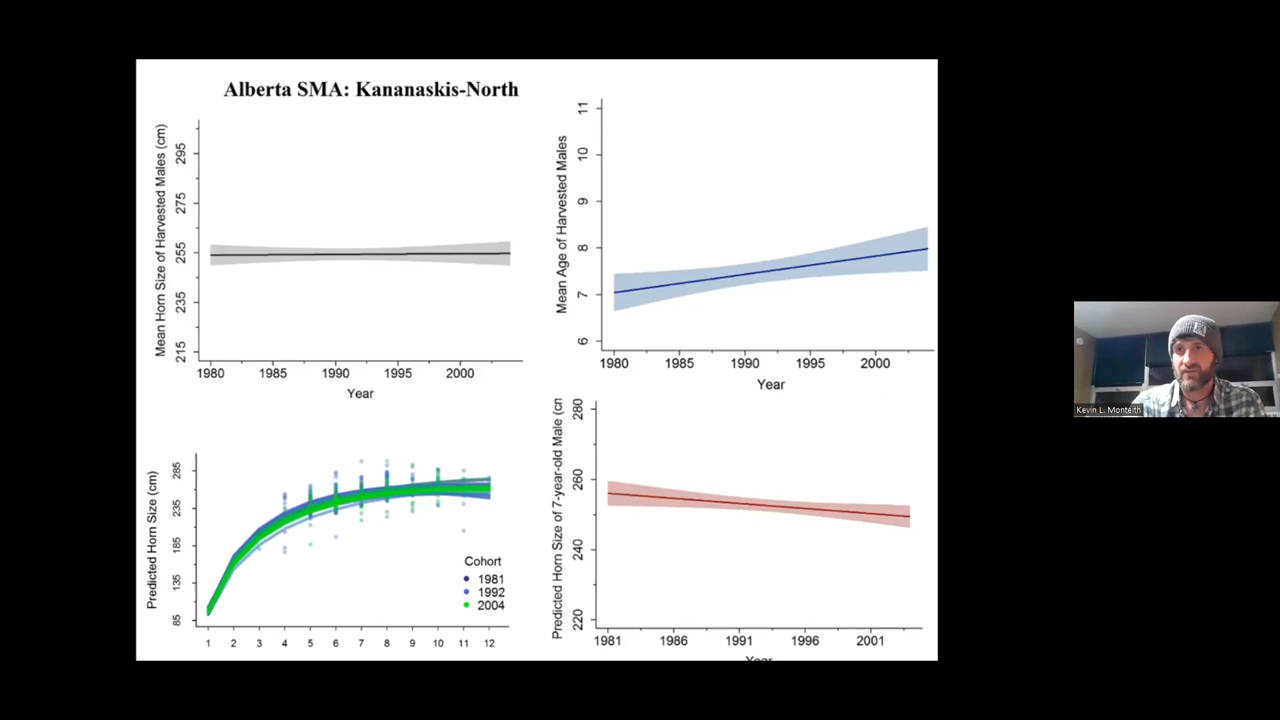 Alberta SMA: Kananaskis-North
Mean Horn Size of Harvested Males (cm)
295
275
255
235
215
1980 1985 1990 1995 2000
Year
Mean Age of Harvested Males
11
10
9
8
7
6
1980 1985 1990 1995 2000
Year
Predicted Horn Size (cm)
285
235
185
135
85
Cohort
1981
1992
2004
1 2 3 4 5 6 7 8 9 10 11 12
Predicted Horn Size of 7-year-old Male (cm
280
260
240
220
1981 1986 1991 1996 2001
Year
Kevin L. Monteith